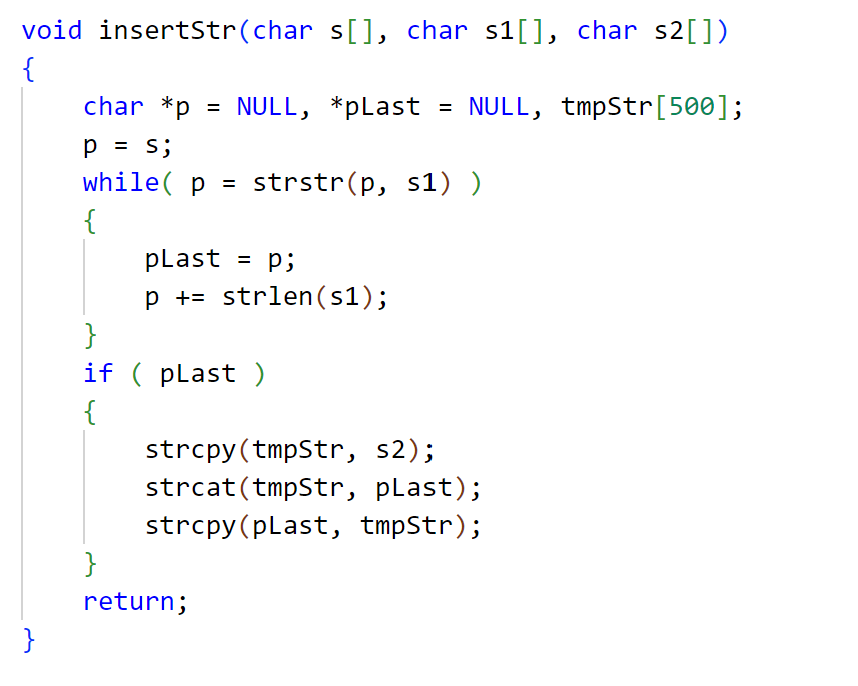 void insertStr(char s[], char s1[], char s2[])
{
    char *p = NULL, *pLast = NULL, tmpStr[500];
    p = s;
    while( p = strstr(p, s1) )
    {
        pLast = p;
        p += strlen(s1);
    }
    if ( pLast )
    {
        strcpy(tmpStr, s2);
        strcat(tmpStr, pLast);
        strcpy(pLast, tmpStr);
    }
    return;
}